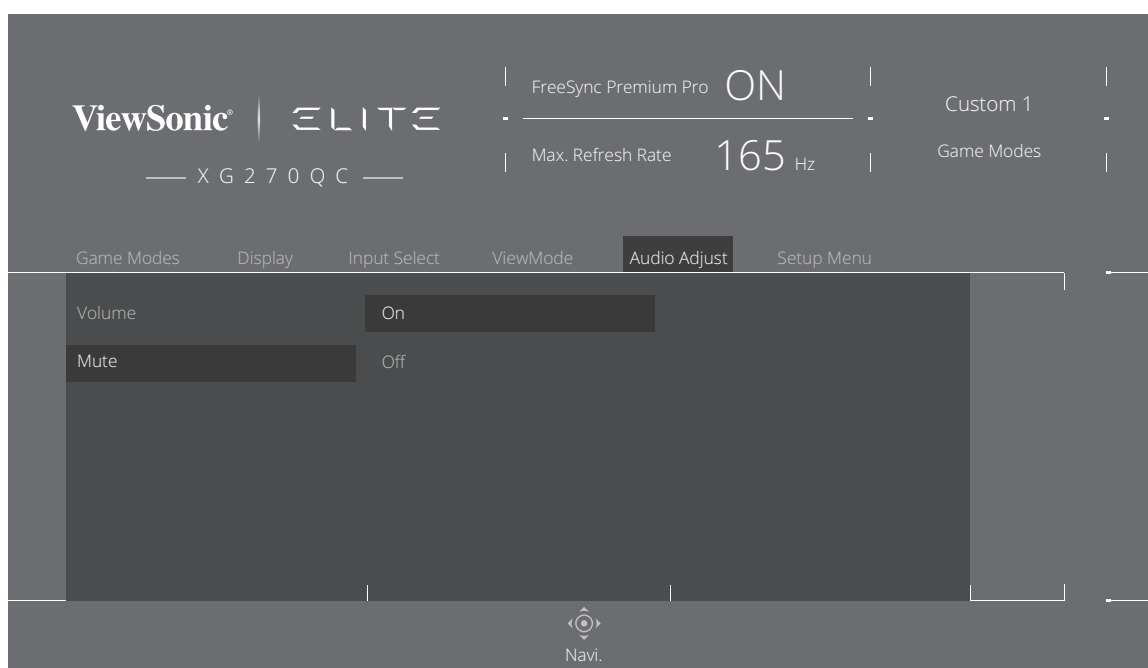 ViewSonic® | ELITE
XG270QC
FreeSync Premium Pro ON
Max. Refresh Rate 165 Hz
Custom 1
Game Modes
Game Modes Display Input Select ViewMode Audio Adjust Setup Menu
Volume On
Mute Off
Navi.